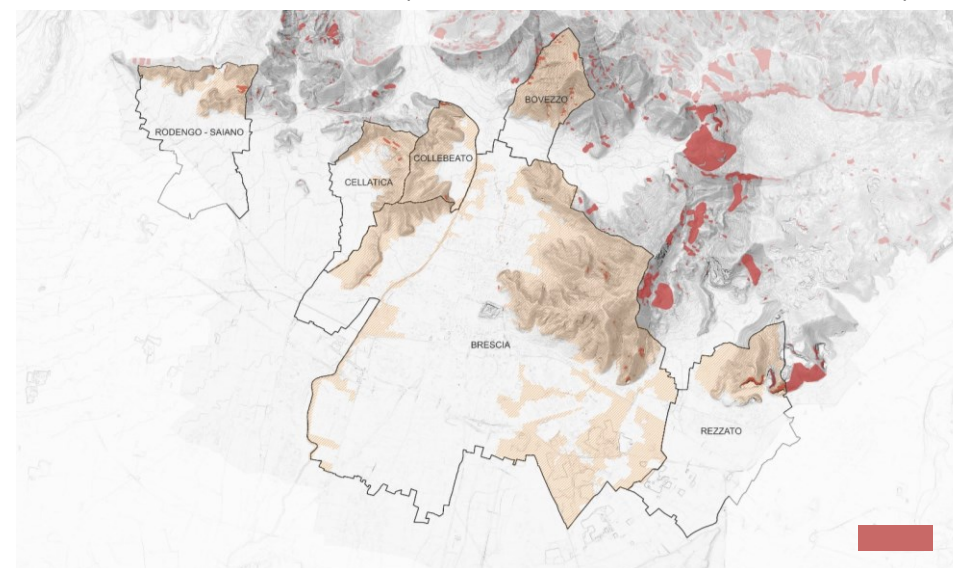 BOVEZZO
RODENGO - SAIANO
COLLEBEATO
CELLATICA
BRESCIA
REZZATO